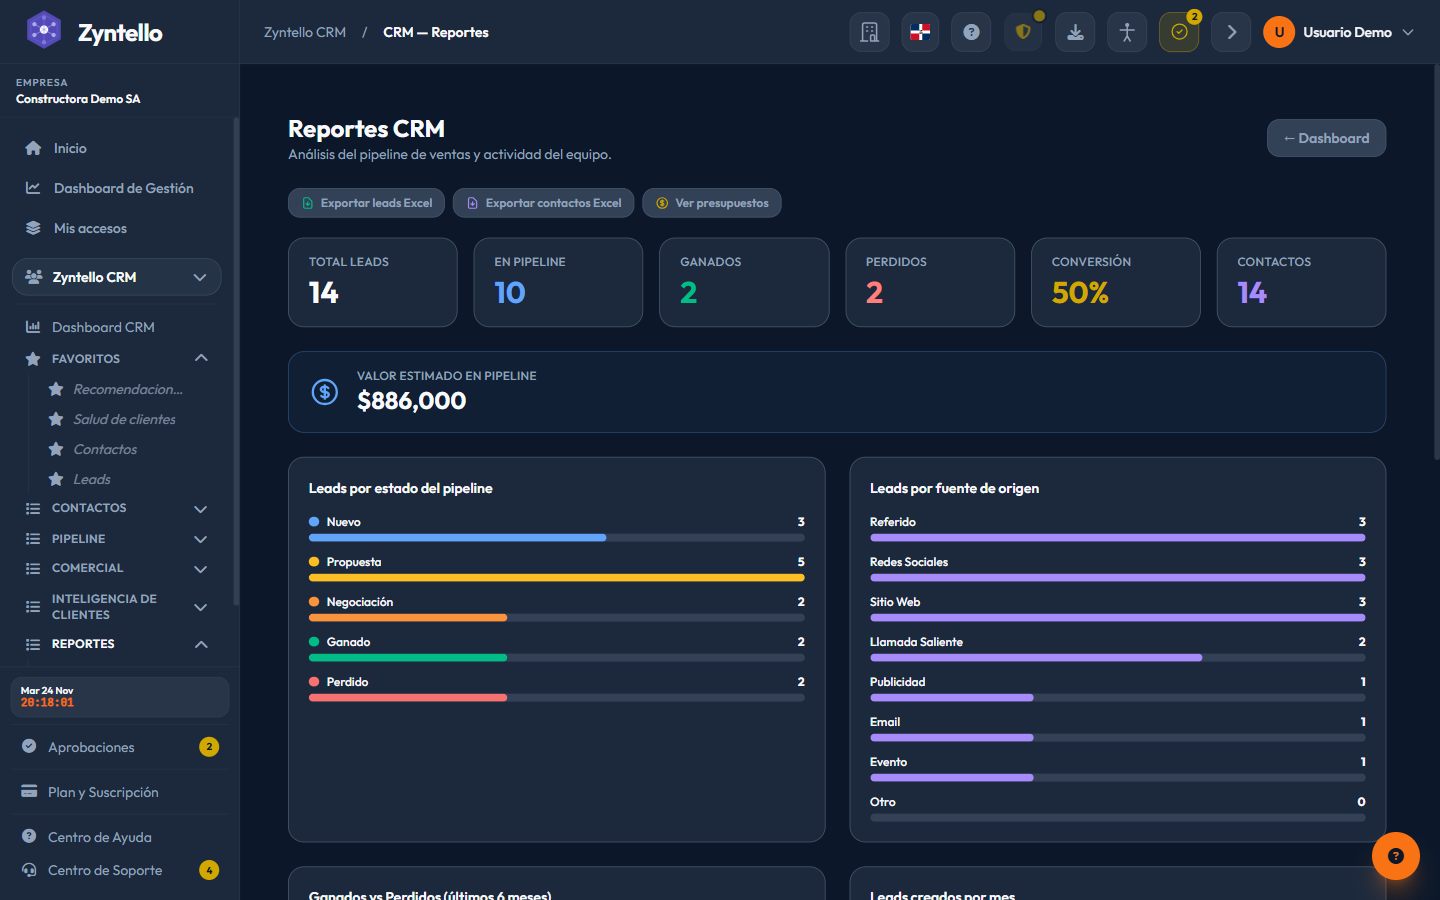 Zyntello
Zyntello CRM / CRM — Reportes
2
U
Usuario Demo
EMPRESA
Constructora Demo SA
Inicio
Dashboard de Gestión
Mis accesos
Zyntello CRM
Dashboard CRM
FAVORITOS
Recomendacion...
Salud de clientes
Contactos
Leads
CONTACTOS
PIPELINE
COMERCIAL
INTELIGENCIA DE
CLIENTES
REPORTES
Mar 24 Nov
20:18:01
Aprobaciones 2
Plan y Suscripción
Centro de Ayuda
Centro de Soporte 4
Reportes CRM
Análisis del pipeline de ventas y actividad del equipo.
← Dashboard
Exportar leads Excel
Exportar contactos Excel
Ver presupuestos
TOTAL LEADS
14
EN PIPELINE
10
GANADOS
2
PERDIDOS
2
CONVERSIÓN
50%
CONTACTOS
14
VALOR ESTIMADO EN PIPELINE
$886,000
Leads por estado del pipeline
Nuevo 3
Propuesta 5
Negociación 2
Ganado 2
Perdido 2
Leads por fuente de origen
Referido 3
Redes Sociales 3
Sitio Web 3
Llamada Saliente 2
Publicidad 1
Email 1
Evento 1
Otro 0
Ganados vs Perdidos (últimos 6 meses)
Leads creados por mes